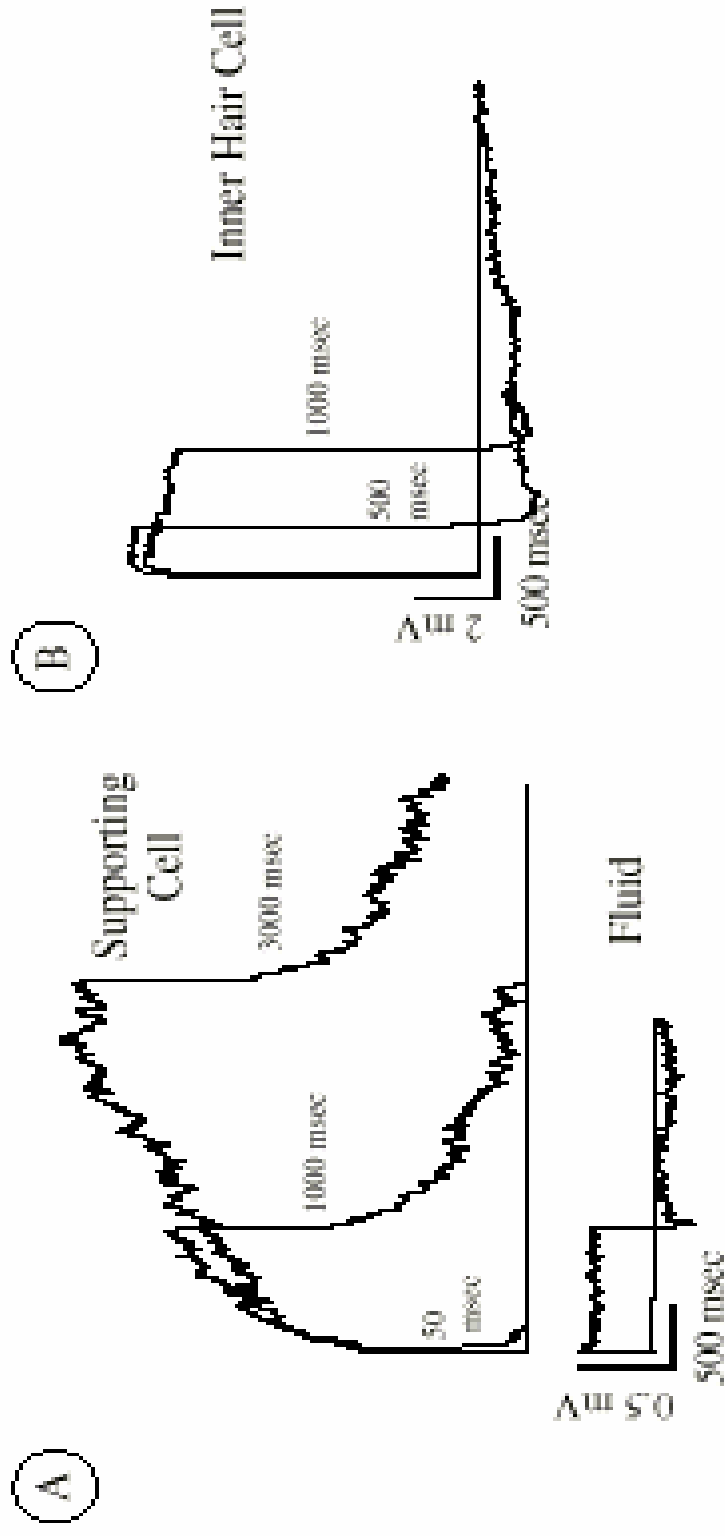 A
Supporting
Cell
3000 msec
1000 msec
50
msec
Fluid
0.5 mV
500 msec
B
Inner Hair Cell
1000 msec
500
msec
2 mV
500 msec